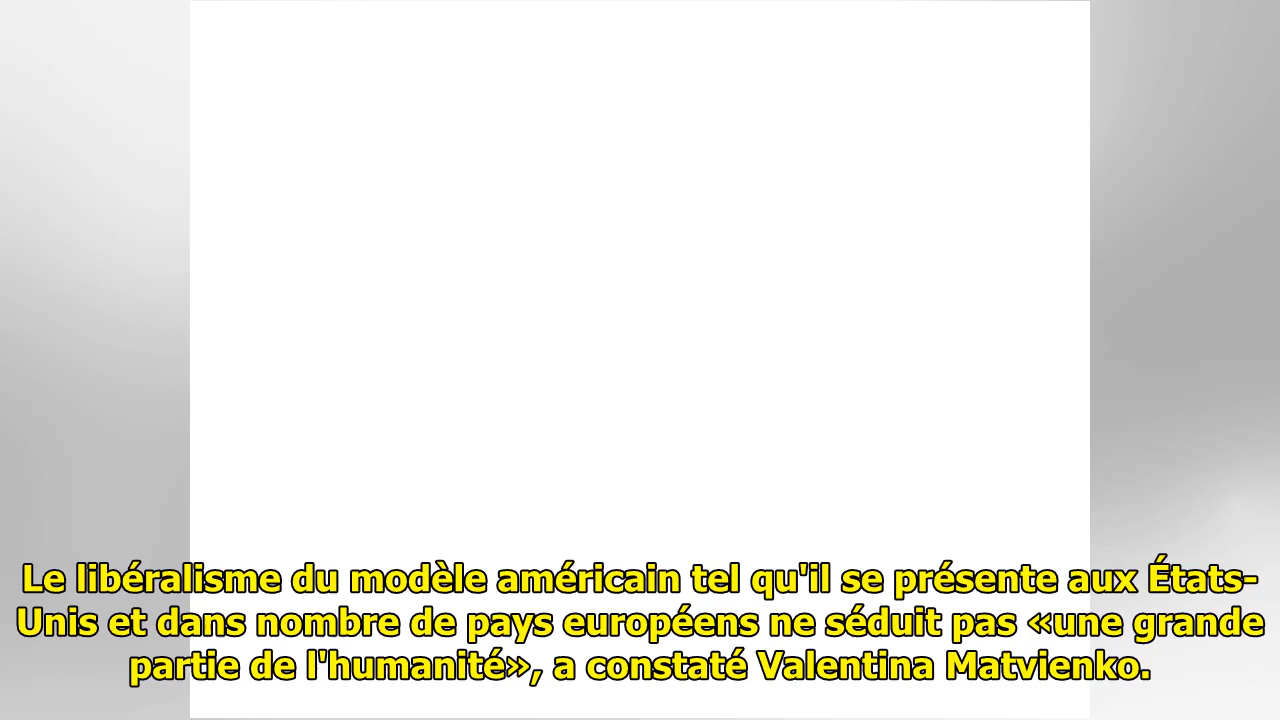 Le libéralisme du modèle américain tel qu'il se présente aux États-
Unis et dans nombre de pays européens ne séduit pas «une grande
partie de l'humanité», a constaté Valentina Matvienko.